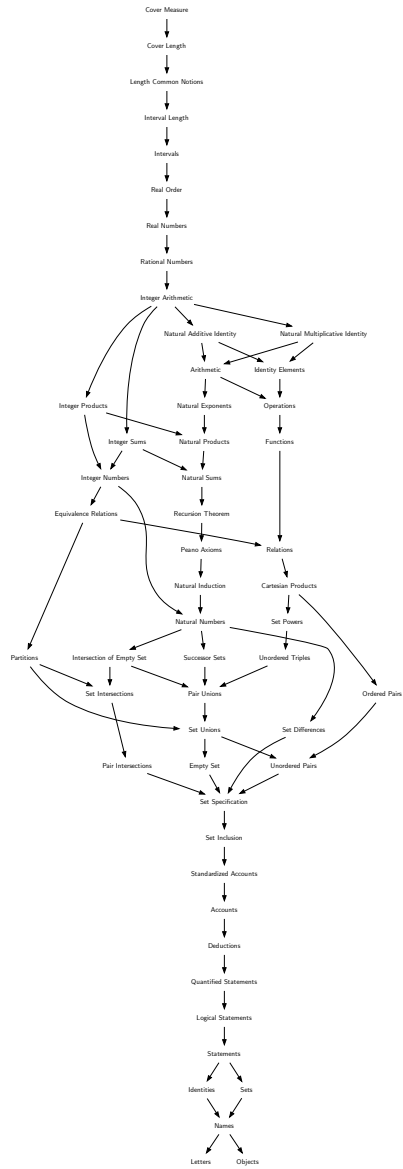 Cover Measure
Cover Length
Length Common Notions
Interval Length
Intervals
Real Order
Real Numbers
Rational Numbers
Integer Arithmetic
Natural Additive Identity
Natural Multiplicative Identity
Arithmetic
Identity Elements
Integer Products
Natural Exponents
Operations
Integer Sums
Natural Products
Functions
Integer Numbers
Natural Sums
Equivalence Relations
Recursion Theorem
Peano Axioms
Relations
Natural Induction
Cartesian Products
Natural Numbers
Set Powers
Partitions
Intersection of Empty Set
Successor Sets
Unordered Triples
Set Intersections
Pair Unions
Ordered Pairs
Set Unions
Set Differences
Pair Intersections
Empty Set
Unordered Pairs
Set Specification
Set Inclusion
Standardized Accounts
Accounts
Deductions
Quantified Statements
Logical Statements
Statements
Identities
Sets
Names
Letters
Objects